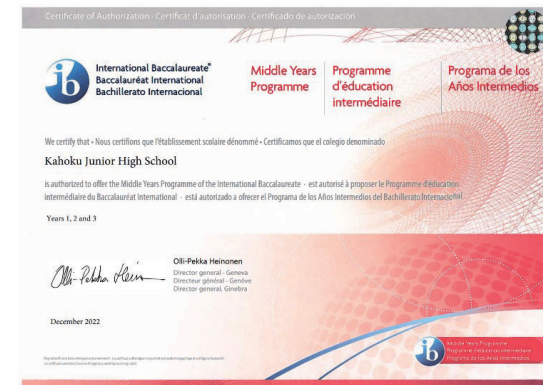 Certificate of Authorization · Certificat d'autorisation · Certificado de autorización
ib
International Baccalaureate®
Baccalauréat International
Bachillerato Internacional
Middle Years
Programme
Programme
d'éducation
intermédiaire
Programa de los
Años Intermedios
We certify that • Nous certifions que l'établissement scolaire dénommé • Certificamos que el colegio denominado
Kahoku Junior High School
is authorized to offer the Middle Years Programme of the International Baccalaureate - est autorisé à proposer le Programme d'éducation
intermédiaire du Baccalauréat International - está autorizado a ofrecer el Programa de los Años Intermedios del Bachillerato Internacional.
Years 1, 2 and 3
Olli-Pekka Heinonen
Director general - Geneva
Directeur général - Genève
Director general, Ginebra
December 2022
ib
Middle Years Programme
Programme d'éducation intermédiaire
Programa de los Años Intermedios